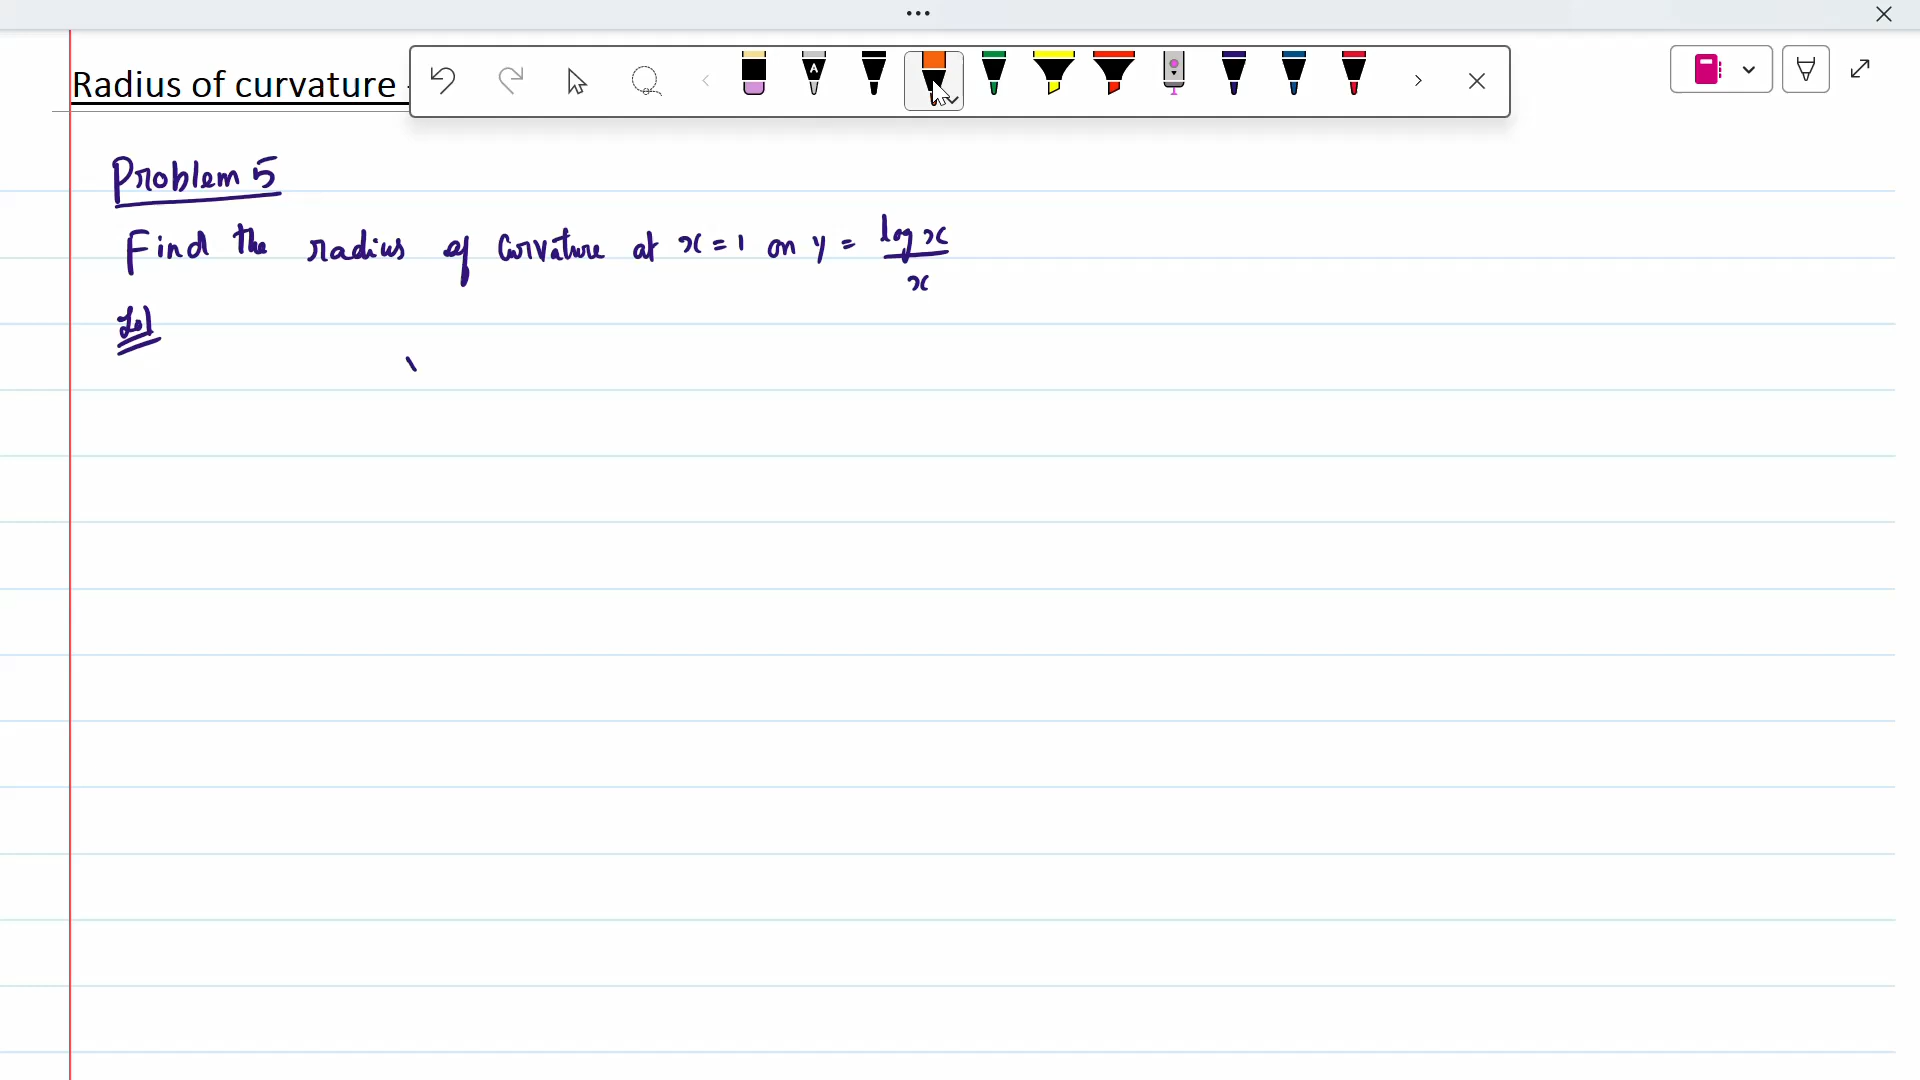 Radius of curvature
Problem 5
Find the radius of curvature at x = 1 on y = log x / x
Sol